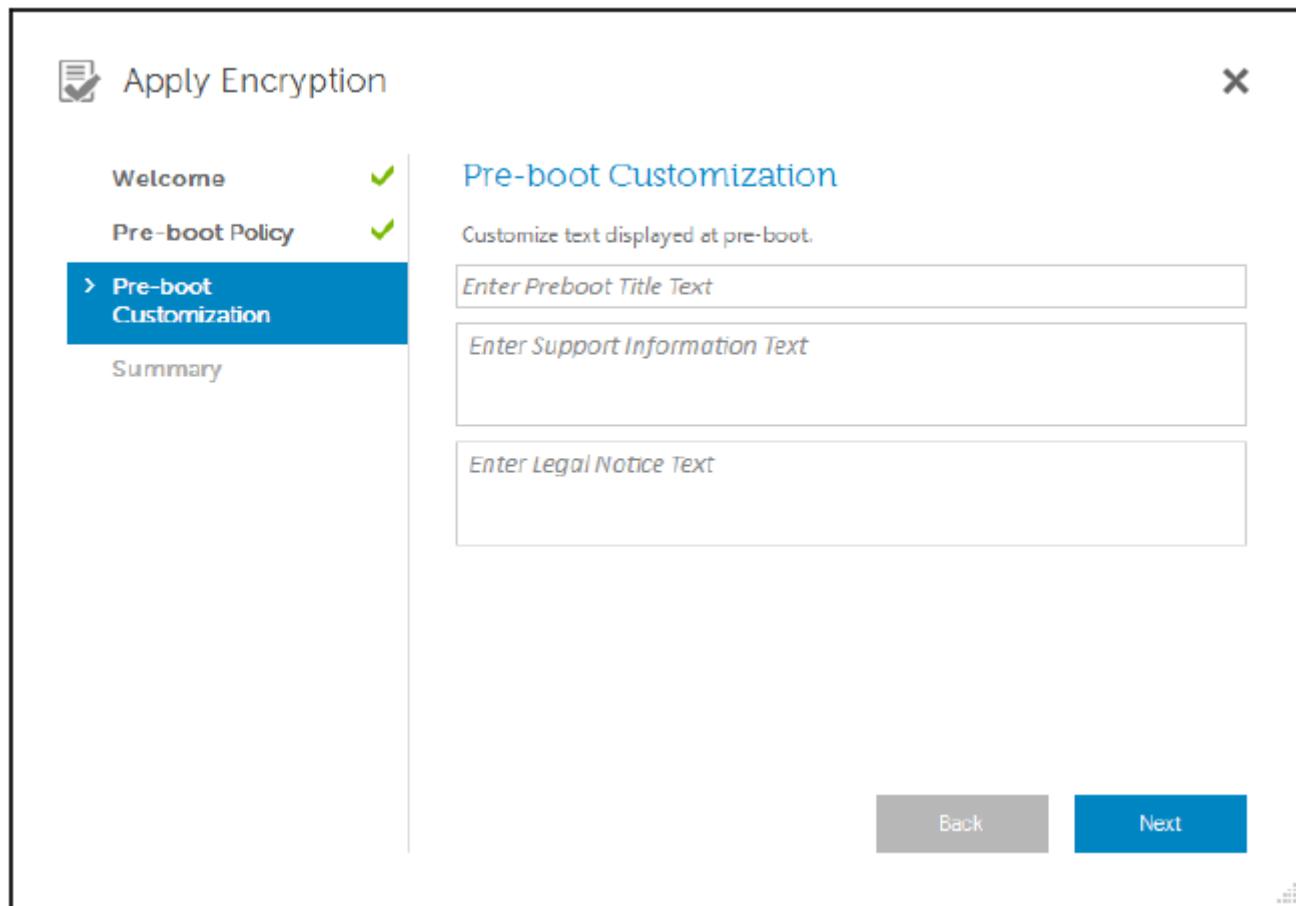 Apply Encryption
Welcome
Pre-boot Policy
Pre-boot
Customization
Summary
Pre-boot Customization
Customize text displayed at pre-boot.
Enter Preboot Title Text
Enter Support Information Text
Enter Legal Notice Text
Back
Next